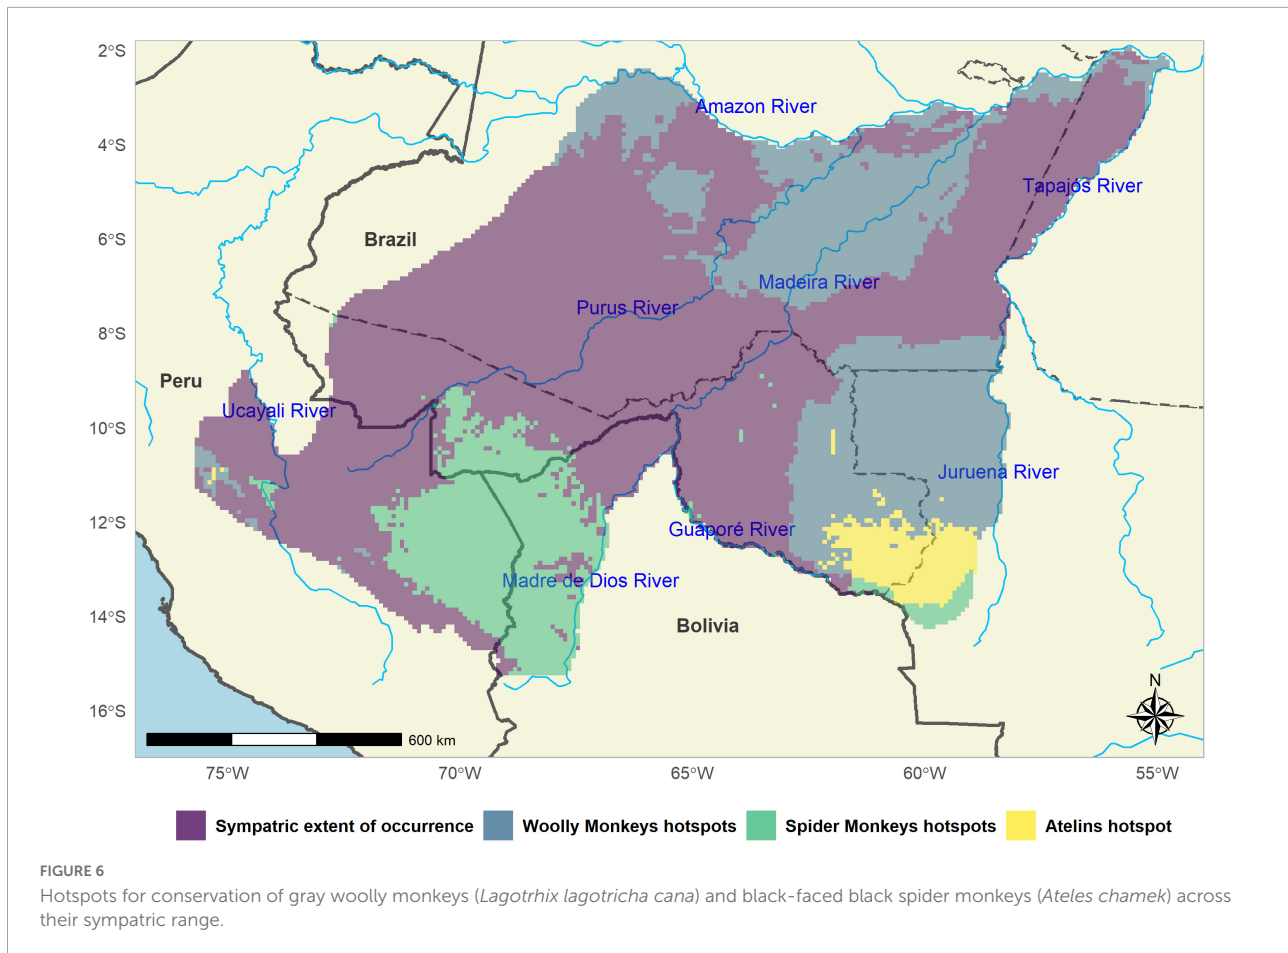 2°S
4°S
6°S
8°S
10°S
12°S
14°S
16°S
Amazon River
Tapajós River
Brazil
Madeira River
Purus River
Peru
Ucayali River
Juruena River
Guaporé River
Madre de Dios River
Bolivia
N
600 km
75°W
70°W
65°W
60°W
55°W
Sympatric extent of occurrence
Woolly Monkeys hotspots
Spider Monkeys hotspots
Atelins hotspot
FIGURE 6
Hotspots for conservation of gray woolly monkeys (Lagotrhix lagotricha cana) and black-faced black spider monkeys (Ateles chamek) across
their sympatric range.